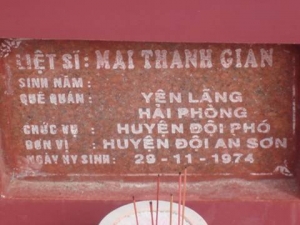 LIỆT SĨ: MAI THANH GIAN
SINH NĂM:
QUÊ QUÁN: YÊN LÃNG
HẢI PHÒNG
CHỨC VỤ: HUYỆN ĐỘI PHÓ
ĐƠN VỊ: HUYỆN ĐỘI AN SƠN
NGÀY HY SINH: 29-11-1974